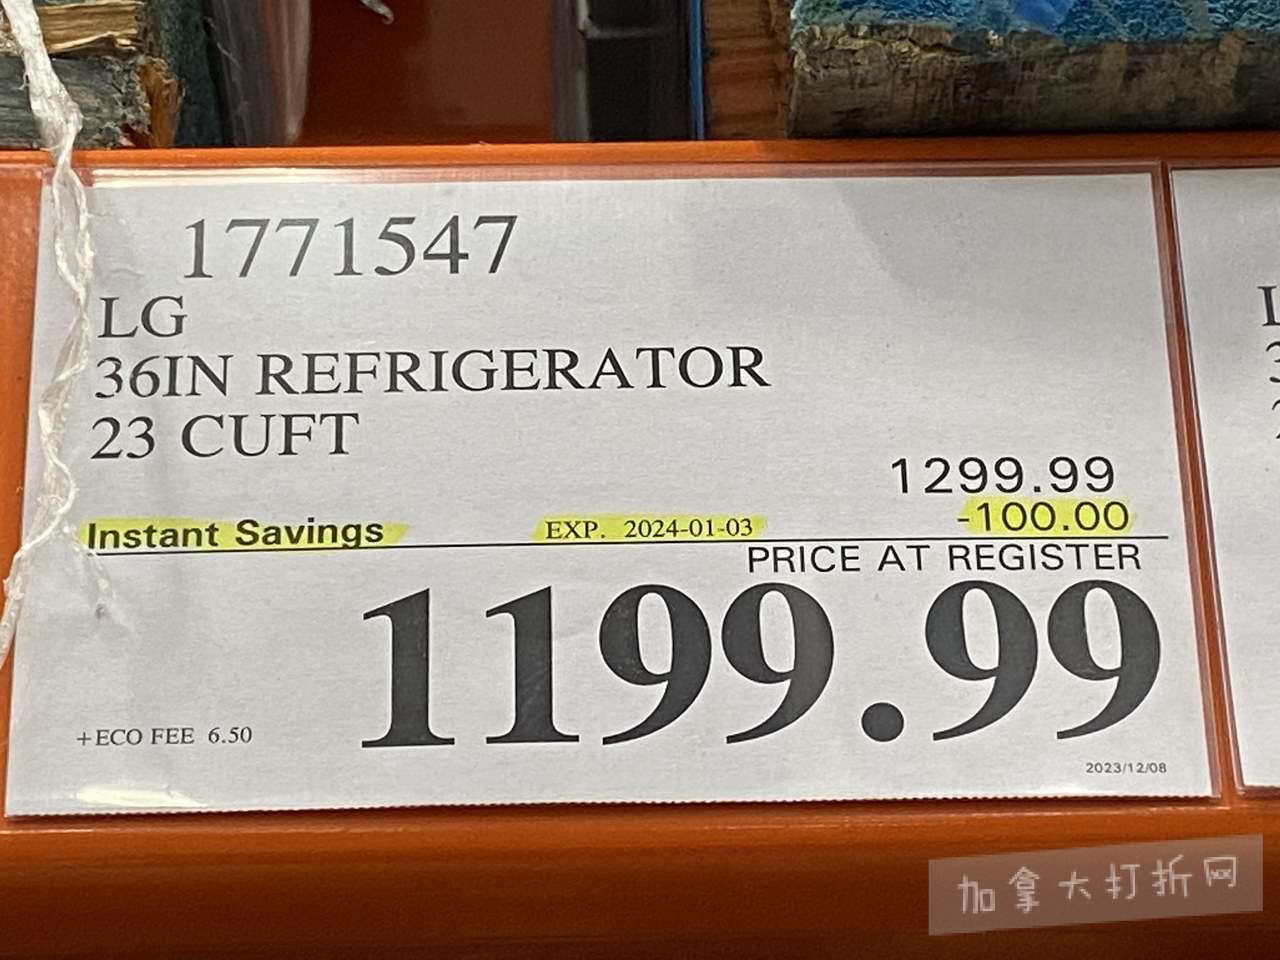 1771547
LG
36IN REFRIGERATOR
23 CUFT
1299.99
Instant Savings EXP. 2024-01-03 -100.00
PRICE AT REGISTER
1199.99
+ECO FEE 6.50
2023/12/08
加拿大打折网